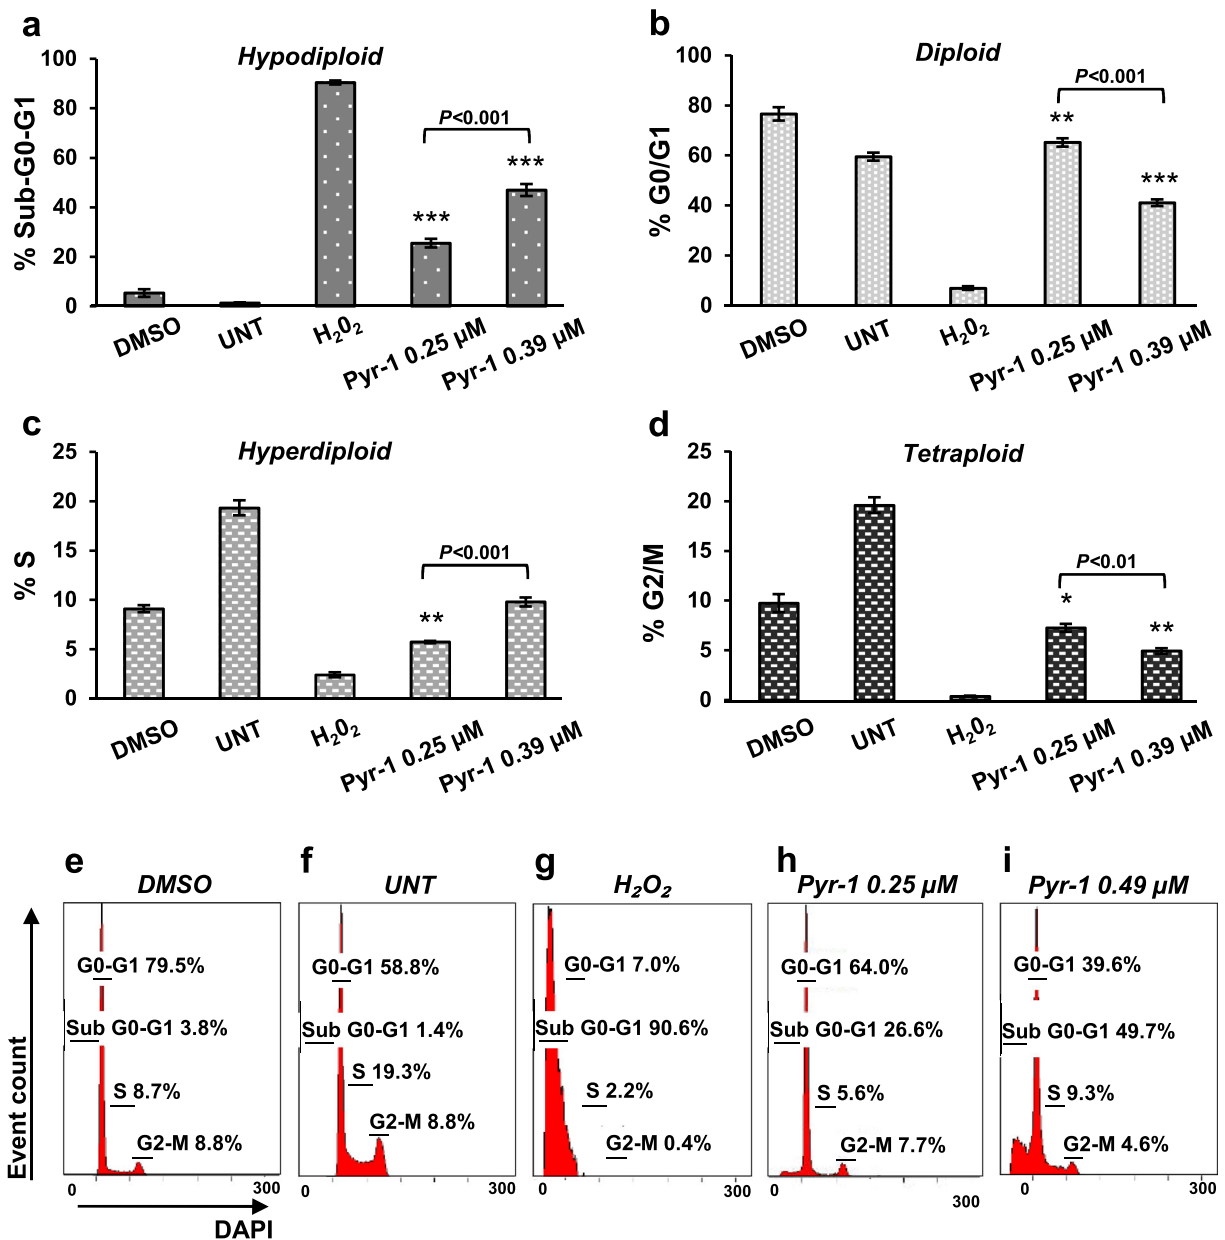 a
Hypodiploid
% Sub-G0-G1
100
80
60
40
20
0
P<0.001
***
***
DMSO
UNT
H₂0₂
Pyr-1 0.25 µM
Pyr-1 0.39 µM
b
Diploid
% G0/G1
100
80
60
40
20
0
P<0.001
**
***
DMSO
UNT
H₂0₂
Pyr-1 0.25 µM
Pyr-1 0.39 µM
c
Hyperdiploid
% S
25
20
15
10
5
0
P<0.001
**
DMSO
UNT
H₂0₂
Pyr-1 0.25 µM
Pyr-1 0.39 µM
d
Tetraploid
% G2/M
25
20
15
10
5
0
P<0.01
*
**
DMSO
UNT
H₂0₂
Pyr-1 0.25 µM
Pyr-1 0.39 µM
Event count
DAPI
e
DMSO
G0-G1 79.5%
Sub G0-G1 3.8%
S 8.7%
G2-M 8.8%
0 300
f
UNT
G0-G1 58.8%
Sub G0-G1 1.4%
S 19.3%
G2-M 8.8%
0 300
g
H₂O₂
G0-G1 7.0%
Sub G0-G1 90.6%
S 2.2%
G2-M 0.4%
0 300
h
Pyr-1 0.25 µM
G0-G1 64.0%
Sub G0-G1 26.6%
S 5.6%
G2-M 7.7%
0 300
i
Pyr-1 0.49 µM
G0-G1 39.6%
Sub G0-G1 49.7%
S 9.3%
G2-M 4.6%
0 300